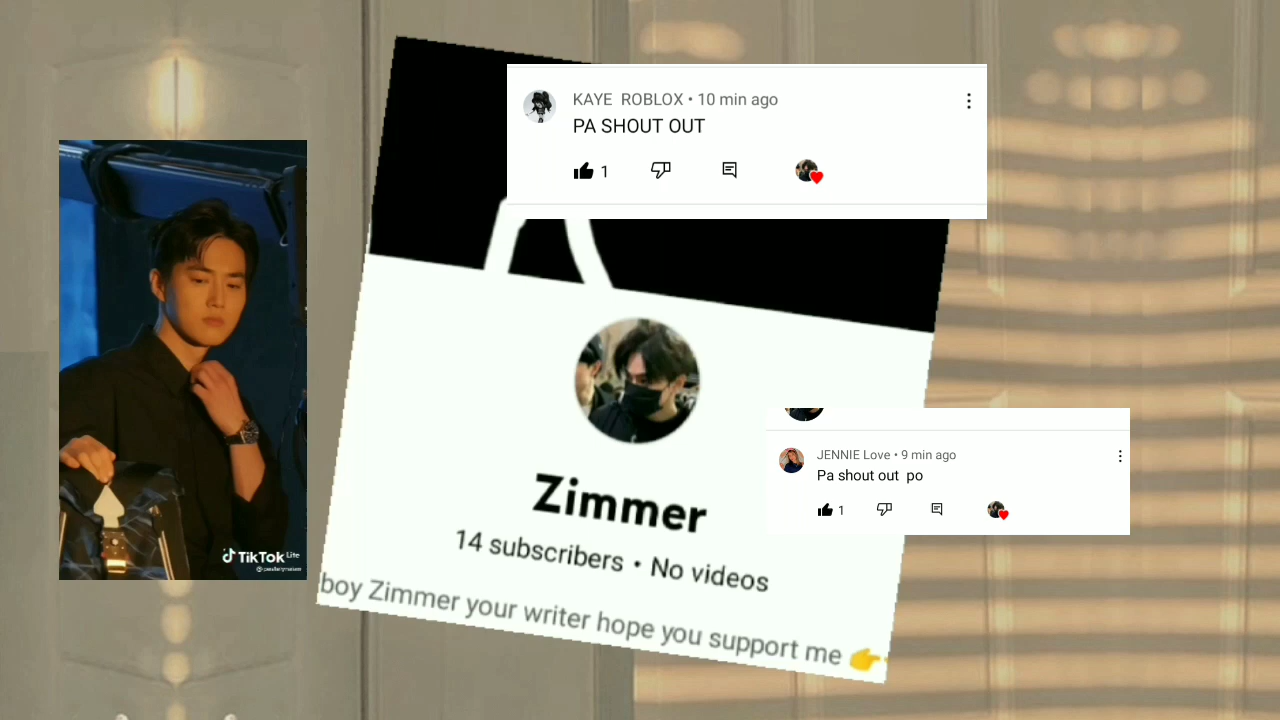 KAYE ROBLOX • 10 min ago
PA SHOUT OUT
1
Zimmer
14 subscribers • No videos
boy Zimmer your writer hope you support me 👉
JENNIE Love • 9 min ago
Pa shout out po
1
TikTok Lite